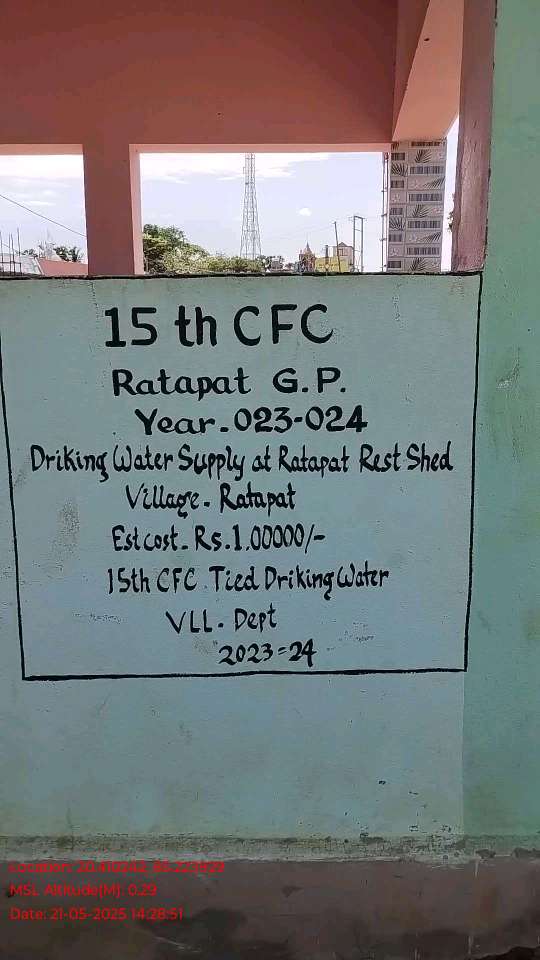 15 th CFC
Ratapat G.P.
Year-023-024
Driking Water Supply at Ratapat Rest Shed
Village- Ratapat
Est cost- Rs.1.00000/-
15th CFC Tied Driking Water
VLL- Dept
2023-24
Location: 20.410242, 86.223929
MSL Altitude(M): 0.29
Date: 21-05-2025 14:28:51